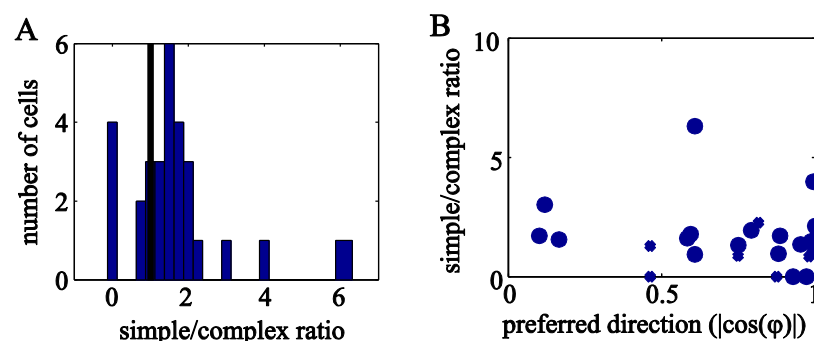 A
number of cells
6
4
2
0
0
2
4
6
simple/complex ratio
B
simple/complex ratio
10
5
0
0
0.5
1
preferred direction (|cos(φ)|)